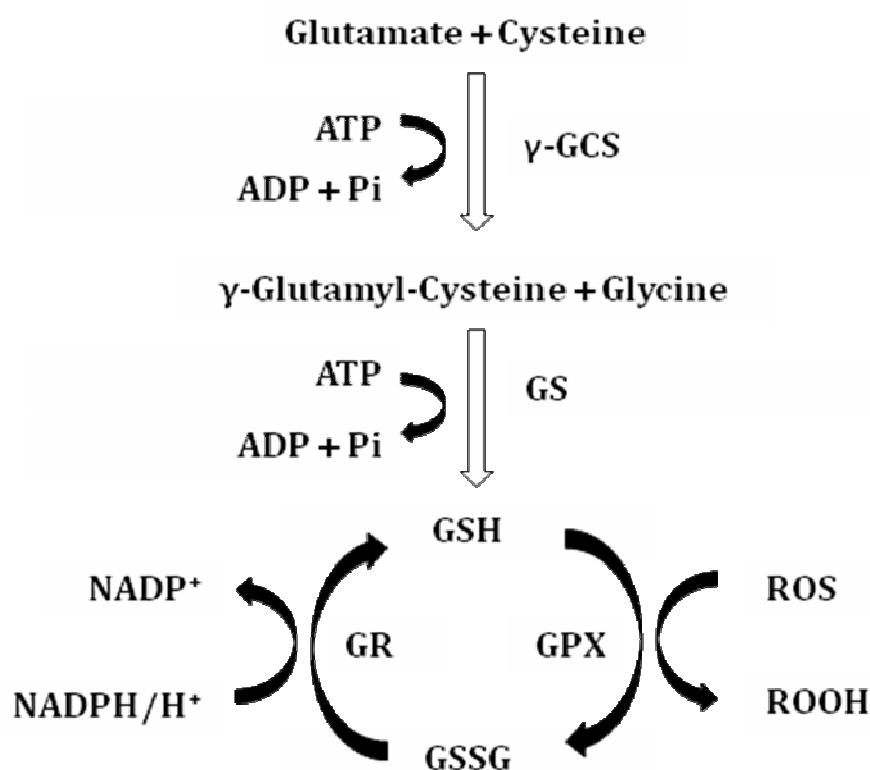 Glutamate + Cysteine
ATP
γ-GCS
ADP + Pi
γ-Glutamyl-Cysteine + Glycine
ATP
GS
ADP + Pi
GSH
NADP⁺
ROS
GR
GPX
NADPH/H⁺
ROOH
GSSG